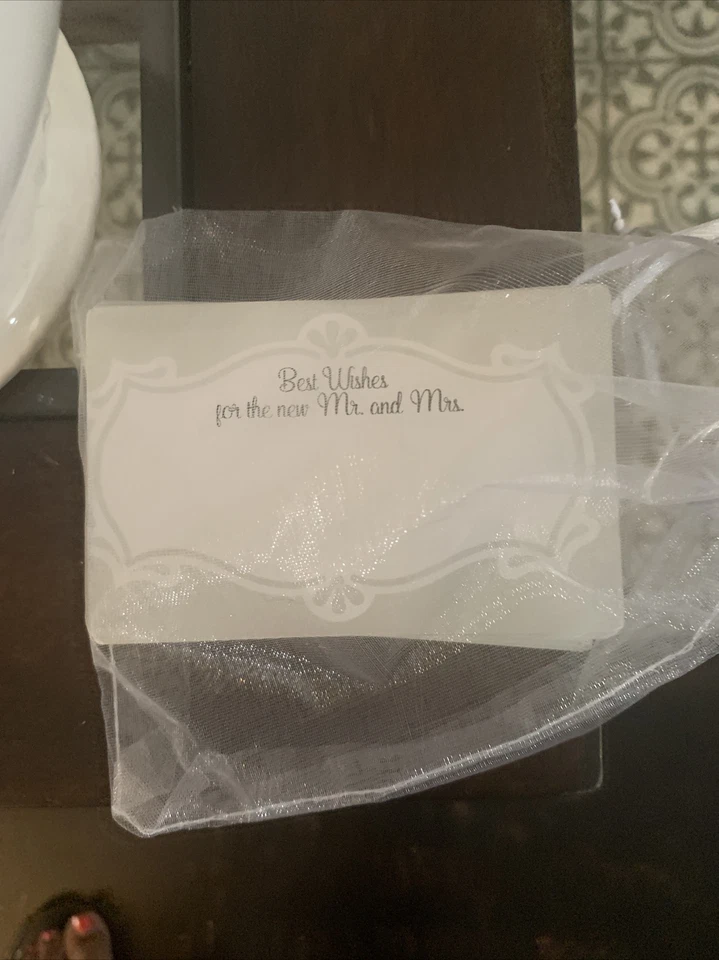 Best Wishes
for the new Mr. and Mrs.